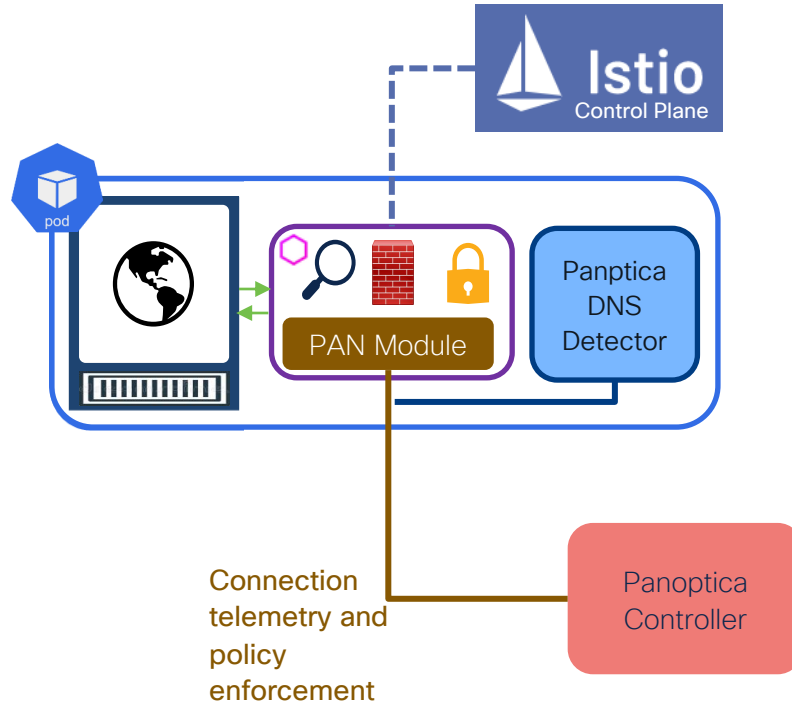 Istio
Control Plane
pod
Panptica
DNS
Detector
PAN Module
Connection
telemetry and
policy
enforcement
Panoptica
Controller